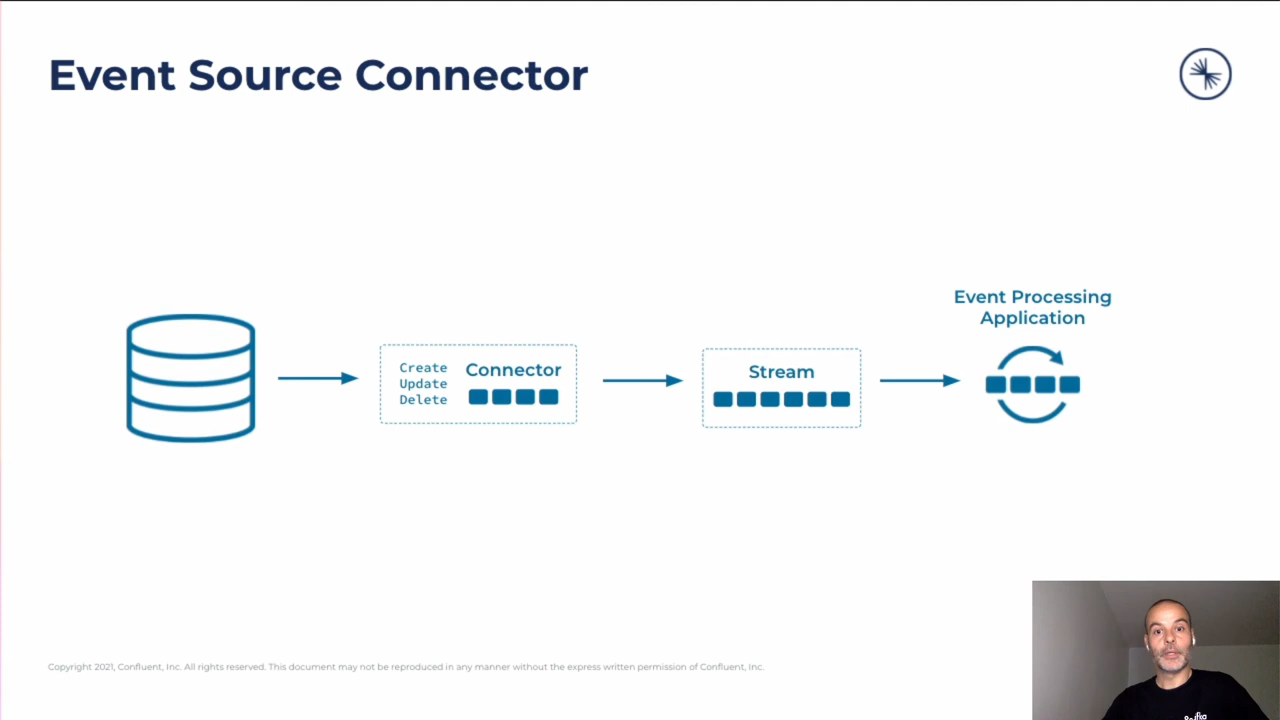 Event Source Connector
Event Processing
Application
Create
Update
Delete
Connector
Stream
Copyright 2021, Confluent, Inc. All rights reserved. This document may not be reproduced in any manner without the express written permission of Confluent, Inc.